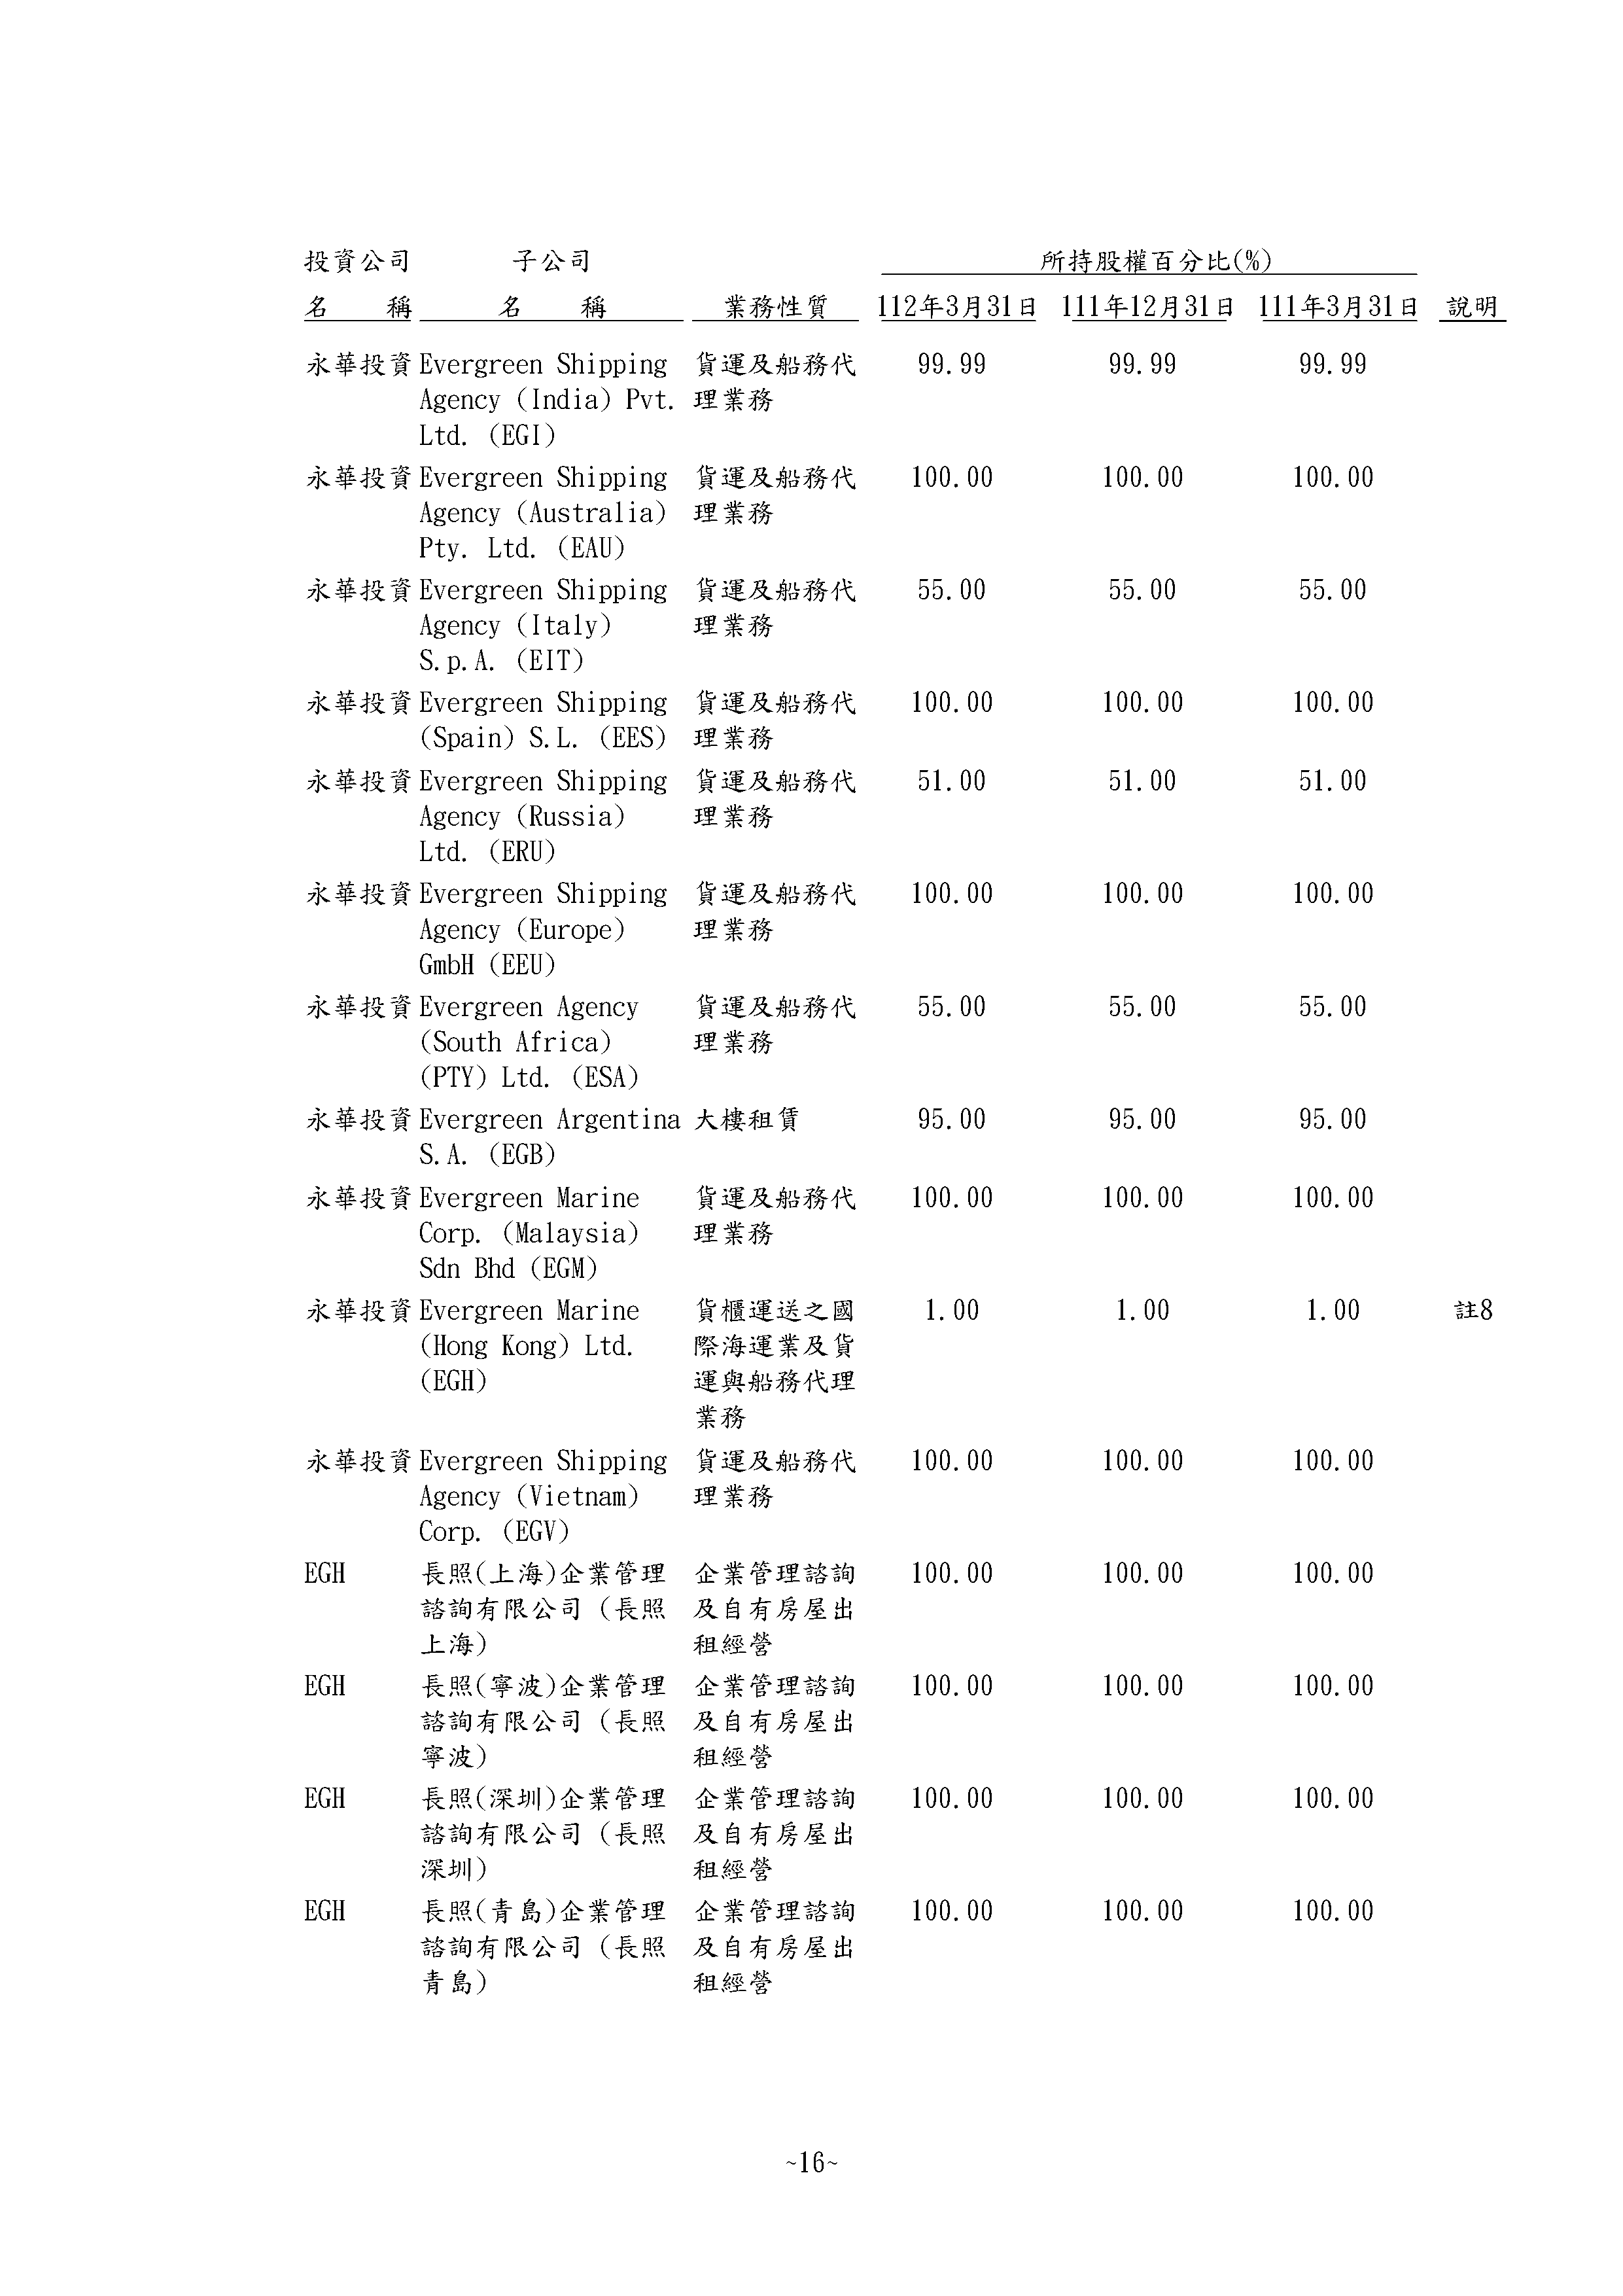 投資公司 子公司 所持股權百分比(%)
名 稱 名 稱 業務性質 112年3月31日 111年12月31日 111年3月31日 說明
永華投資 Evergreen Shipping 貨運及船務代 99.99 99.99 99.99
Agency (India) Pvt. 理業務
Ltd. (EGI)
永華投資 Evergreen Shipping 貨運及船務代 100.00 100.00 100.00
Agency (Australia) 理業務
Pty. Ltd. (EAU)
永華投資 Evergreen Shipping 貨運及船務代 55.00 55.00 55.00
Agency (Italy) 理業務
S.p.A. (EIT)
永華投資 Evergreen Shipping 貨運及船務代 100.00 100.00 100.00
(Spain) S.L. (EES) 理業務
永華投資 Evergreen Shipping 貨運及船務代 51.00 51.00 51.00
Agency (Russia) 理業務
Ltd. (ERU)
永華投資 Evergreen Shipping 貨運及船務代 100.00 100.00 100.00
Agency (Europe) 理業務
GmbH (EEU)
永華投資 Evergreen Agency 貨運及船務代 55.00 55.00 55.00
(South Africa) 理業務
(PTY) Ltd. (ESA)
永華投資 Evergreen Argentina 大樓租賃 95.00 95.00 95.00
S.A. (EGB)
永華投資 Evergreen Marine 貨運及船務代 100.00 100.00 100.00
Corp. (Malaysia) 理業務
Sdn Bhd (EGM)
永華投資 Evergreen Marine 貨櫃運送之國 1.00 1.00 1.00 註8
(Hong Kong) Ltd. 際海運業及貨
(EGH) 運與船務代理
業務
永華投資 Evergreen Shipping 貨運及船務代 100.00 100.00 100.00
Agency (Vietnam) 理業務
Corp. (EGV)
EGH 長照(上海)企業管理 企業管理諮詢 100.00 100.00 100.00
諮詢有限公司 (長照 及自有房屋出
上海) 租經營
EGH 長照(寧波)企業管理 企業管理諮詢 100.00 100.00 100.00
諮詢有限公司 (長照 及自有房屋出
寧波) 租經營
EGH 長照(深圳)企業管理 企業管理諮詢 100.00 100.00 100.00
諮詢有限公司 (長照 及自有房屋出
深圳) 租經營
EGH 長照(青島)企業管理 企業管理諮詢 100.00 100.00 100.00
諮詢有限公司 (長照 及自有房屋出
青島) 租經營
~16~